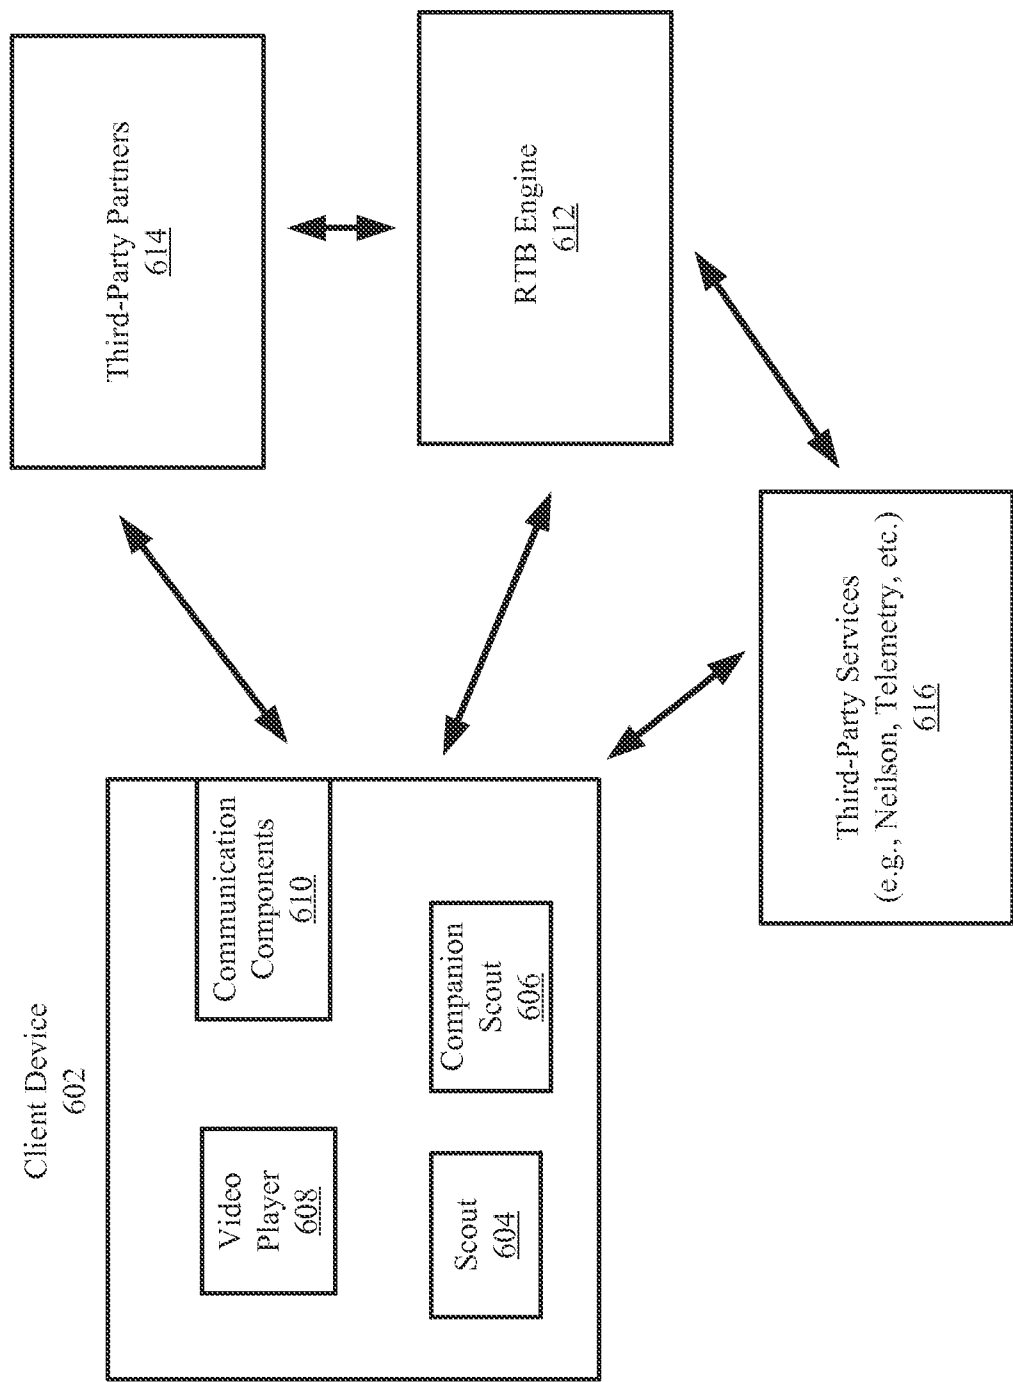 Client Device
602
Video
Player
608
Communication
Components
610
Scout
604
Companion
Scout
606
Third-Party Partners
614
RTB Engine
612
Third-Party Services
(e.g., Neilson, Telemetry, etc.)
616